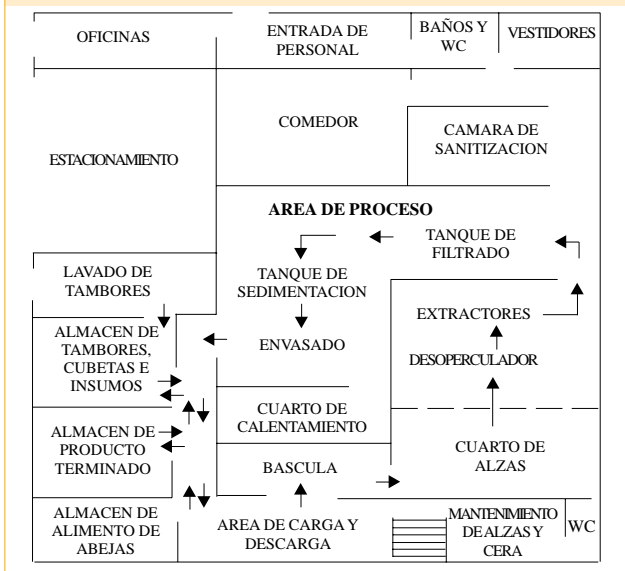 OFICINAS
ENTRADA DE
PERSONAL
BAÑOS Y
WC
VESTIDORES
COMEDOR
CAMARA DE
SANITIZACION
ESTACIONAMIENTO
AREA DE PROCESO
TANQUE DE
FILTRADO
LAVADO DE
TAMBORES
TANQUE DE
SEDIMENTACION
EXTRACTORES
ALMACEN DE
TAMBORES,
CUBETAS E
INSUMOS
ENVASADO
DESOPERCULADOR
CUARTO DE
CALENTAMIENTO
ALMACEN DE
PRODUCTO
TERMINADO
CUARTO DE
ALZAS
BASCULA
ALMACEN DE
ALIMENTO DE
ABEJAS
AREA DE CARGA Y
DESCARGA
MANTENIMIENTO
DE ALZAS Y
CERA
WC